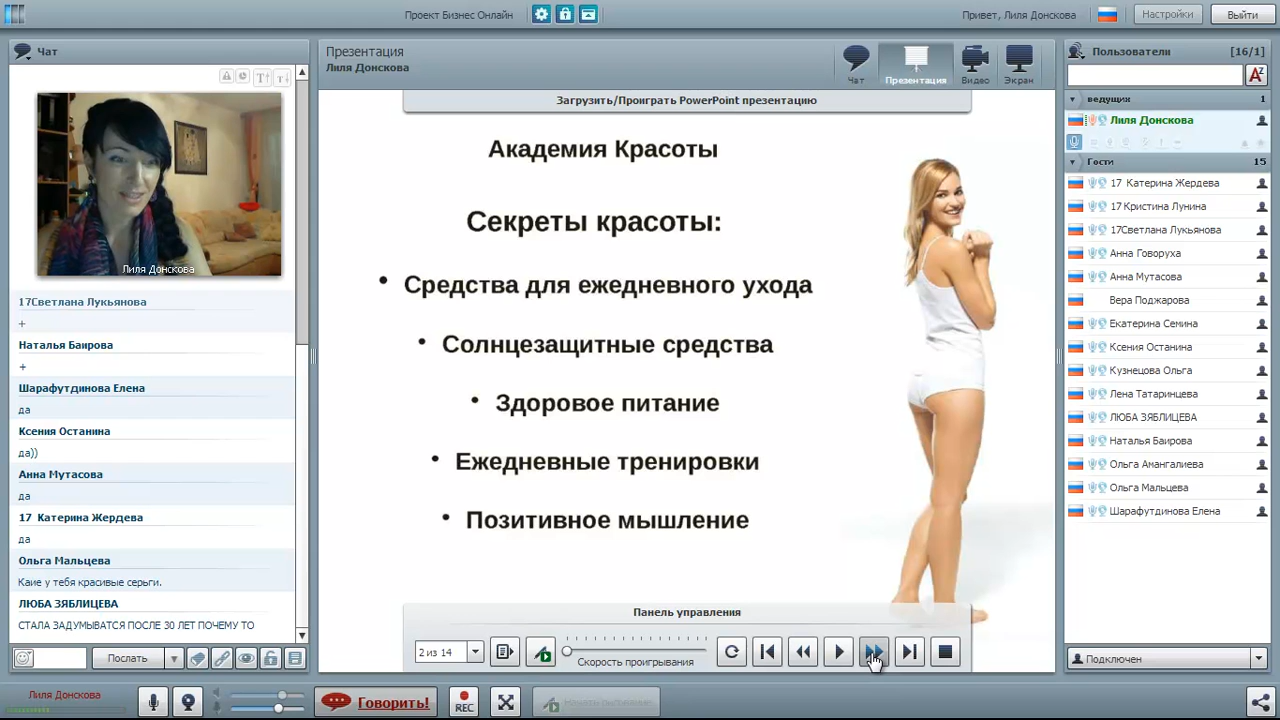 Проект Бизнес Онлайн
Привет, Лиля Донскова
Настройки
Выйти
Чат
Лиля Донскова
17Светлана Лукьянова
+
Наталья Баирова
+
Шарафутдинова Елена
да
Ксения Останина
да))
Анна Мутасова
да
17 Катерина Жердева
да
Ольга Мальцева
Каие у тебя красивые серьги.
ЛЮБА ЗЯБЛИЦЕВА
СТАЛА ЗАДУМЫВАТСЯ ПОСЛЕ 30 ЛЕТ ПОЧЕМУ ТО
Послать
Презентация
Лиля Донскова
Чат
Презентация
Видео
Экран
Загрузить/Проиграть PowerPoint презентацию
Академия Красоты
Секреты красоты:
• Средства для ежедневного ухода
• Солнцезащитные средства
• Здоровое питание
• Ежедневные тренировки
• Позитивное мышление
Панель управления
2 из 14
Скорость проигрывания
Пользователи
[16/1]
ведущия 1
Лиля Донскова
Гости 15
17 Катерина Жердева
17 Кристина Лунина
17Светлана Лукьянова
Анна Говоруха
Анна Мутасова
Вера Поджарова
Екатерина Семина
Ксения Останина
Кузнецова Ольга
Лена Татаринцева
ЛЮБА ЗЯБЛИЦЕВА
Наталья Баирова
Ольга Амангалиева
Ольга Мальцева
Шарафутдинова Елена
Подключен
Лиля Донскова
Говорить!
REC